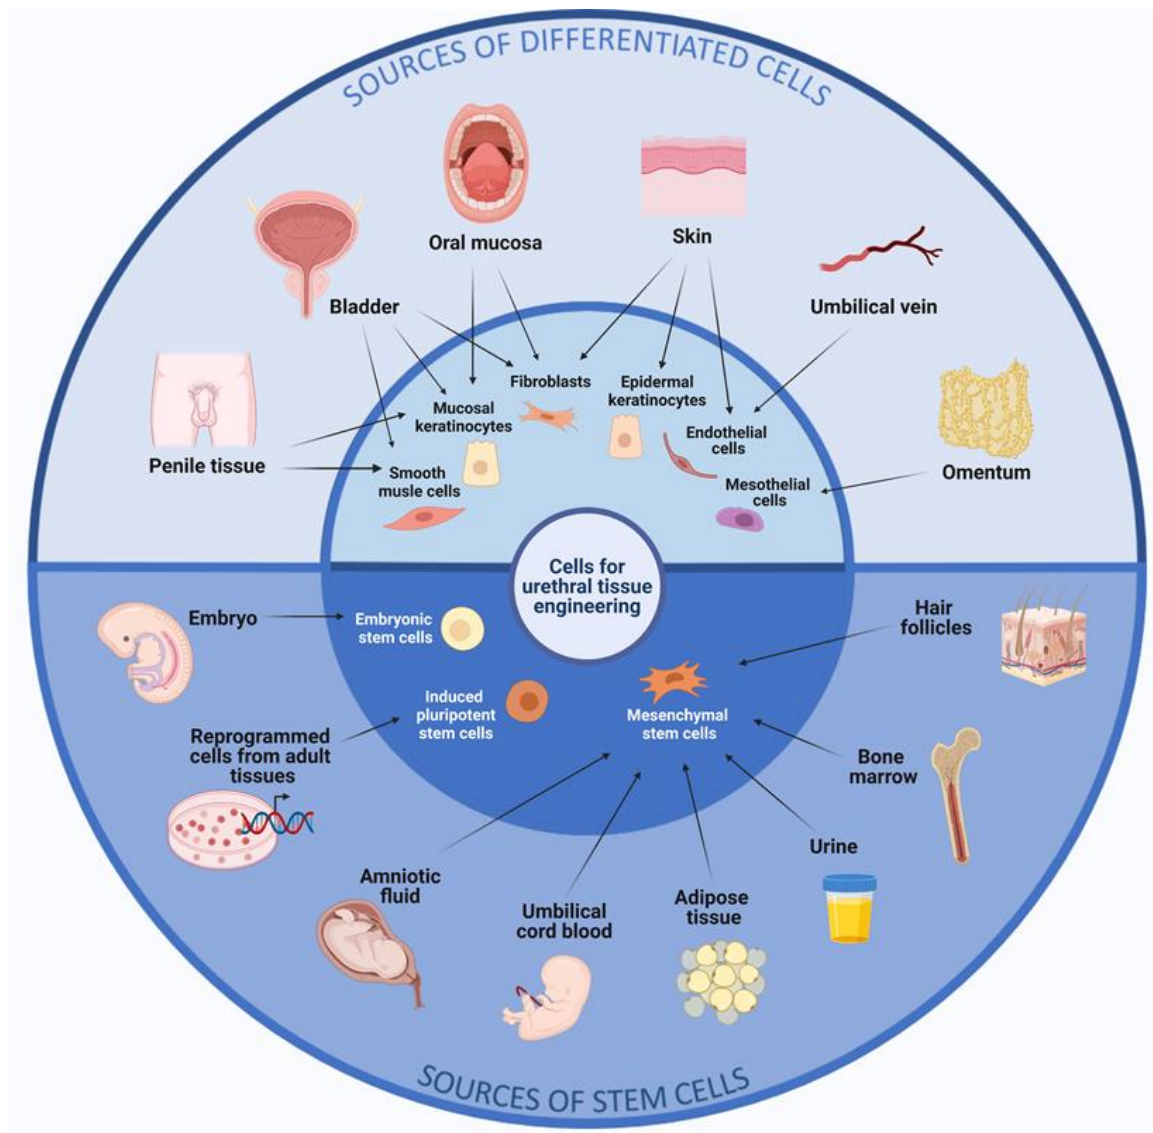 SOURCES OF DIFFERENTIATED CELLS
Oral mucosa
Skin
Bladder
Umbilical vein
Penile tissue
Omentum
Fibroblasts
Epidermal
keratinocytes
Mucosal
keratinocytes
Endothelial
cells
Smooth
musle cells
Mesothelial
cells
Cells for
urethral tissue
engineering
Embryo
Embryonic
stem cells
Hair
follicles
Induced
pluripotent
stem cells
Mesenchymal
stem cells
Reprogrammed
cells from adult
tissues
Bone
marrow
Urine
Amniotic
fluid
Umbilical
cord blood
Adipose
tissue
SOURCES OF STEM CELLS